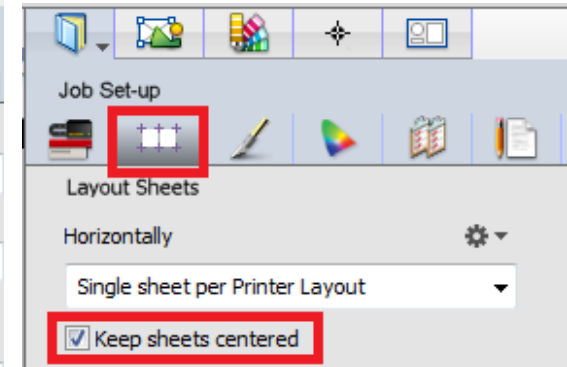 Job Set-up
Layout Sheets
Horizontally
Single sheet per Printer Layout
Keep sheets centered